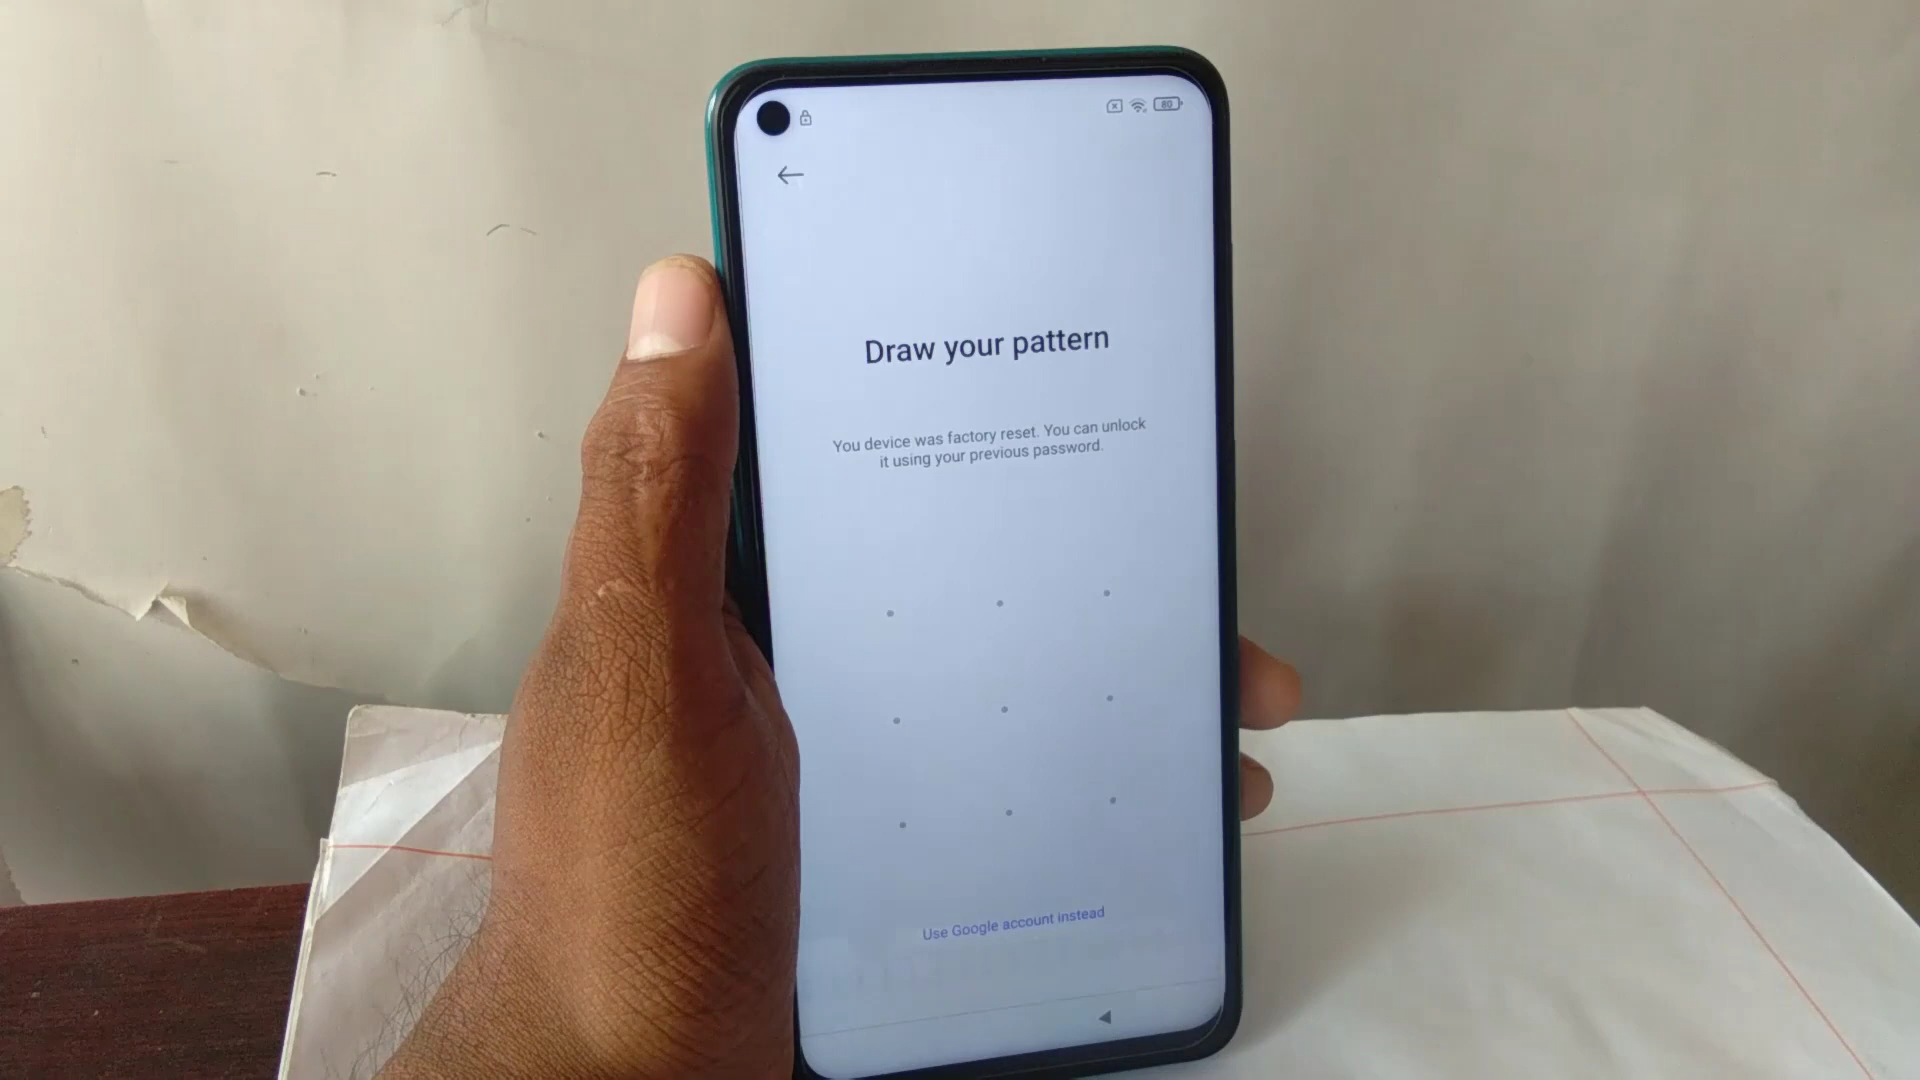 80
Draw your pattern
You device was factory reset. You can unlock
it using your previous password.
Use Google account instead